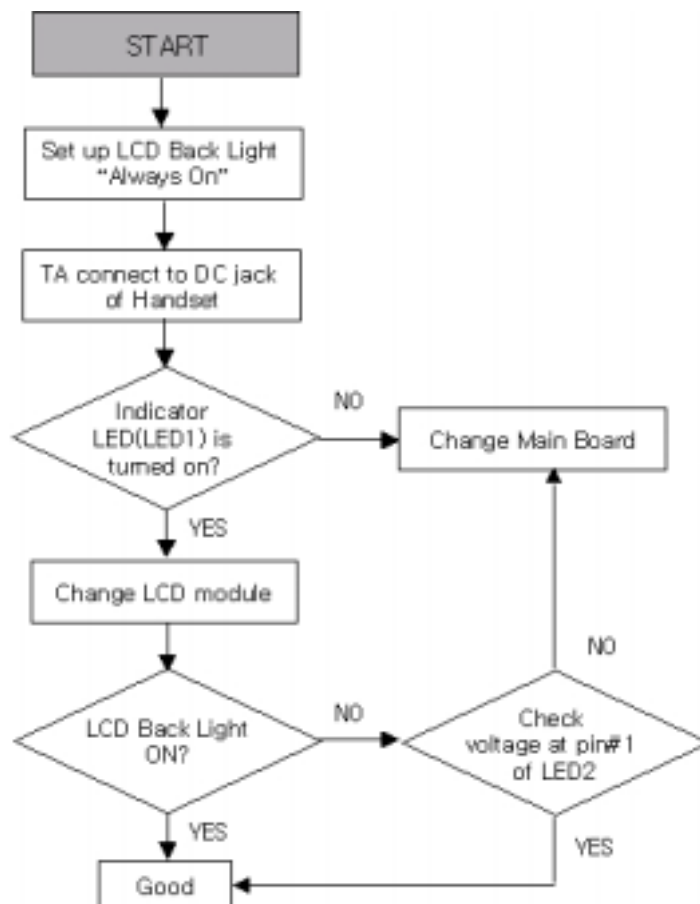 START
Set up LCD Back Light
"Always On"
TA connect to DC jack
of Handset
Indicator
LED(LED1) is
turned on?
NO
Change Main Board
YES
Change LCD module
LCD Back Light
ON?
NO
Check
voltage at pin#1
of LED2
NO
YES
YES
Good